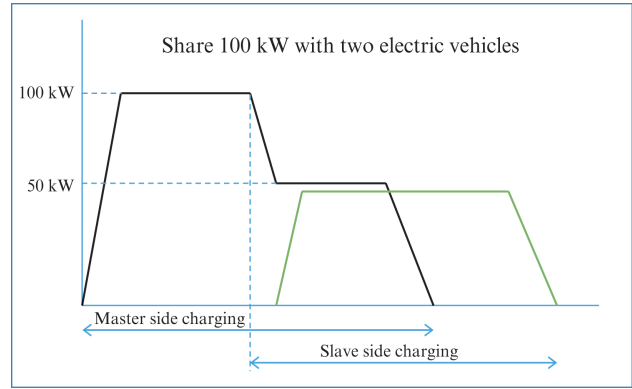 Share 100 kW with two electric vehicles
100 kW
50 kW
Master side charging
Slave side charging